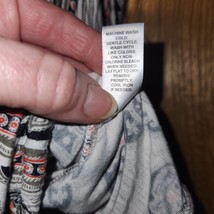 MACHINE WASH
COLD
GENTLE CYCLE
WASH WITH
LIKE COLORS
ONLY NON-
CHLORINE BLEACH
WHEN NEEDED.
LAY FLAT TO DRY.
REMOVE
PROMPTLY.
COOL IRON
IF NEEDED.